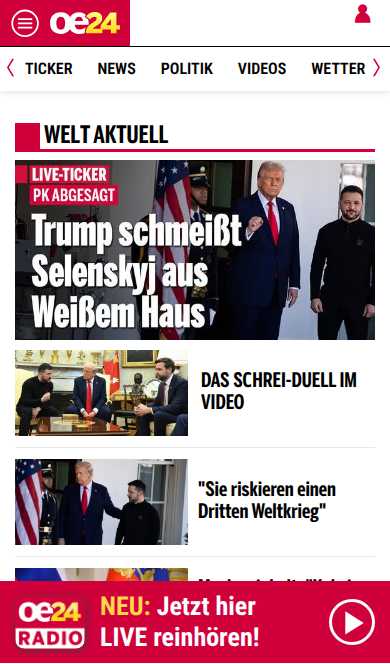 oe24
TICKER NEWS POLITIK VIDEOS WETTER
WELT AKTUELL
LIVE-TICKER
PK ABGESAGT
Trump schmeißt
Selenskyj aus
Weißem Haus
DAS SCHREI-DUELL IM
VIDEO
"Sie riskieren einen
Dritten Weltkrieg"
oe24
RADIO
NEU: Jetzt hier
LIVE reinhören!